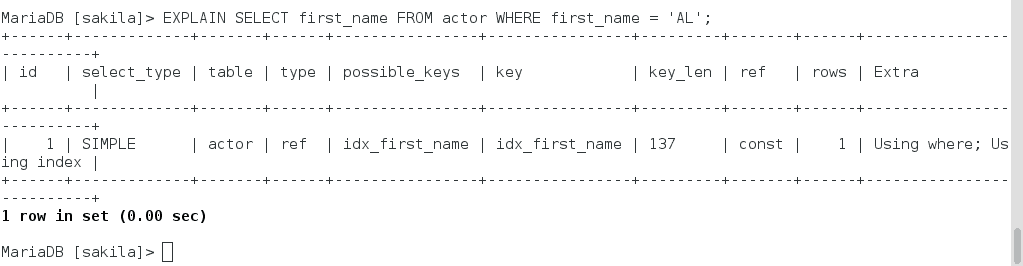 MariaDB [sakila]> EXPLAIN SELECT first_name FROM actor WHERE first_name = 'AL';
+------+-------------+-------+------+----------------+----------------+---------+-------+------+----------------
----------+
| id   | select_type | table | type | possible_keys  | key            | key_len | ref   | rows | Extra
          |
+------+-------------+-------+------+----------------+----------------+---------+-------+------+----------------
----------+
|    1 | SIMPLE      | actor | ref  | idx_first_name | idx_first_name | 137     | const |    1 | Using where; Us
ing index |
+------+-------------+-------+------+----------------+----------------+---------+-------+------+----------------
----------+
1 row in set (0.00 sec)

MariaDB [sakila]>